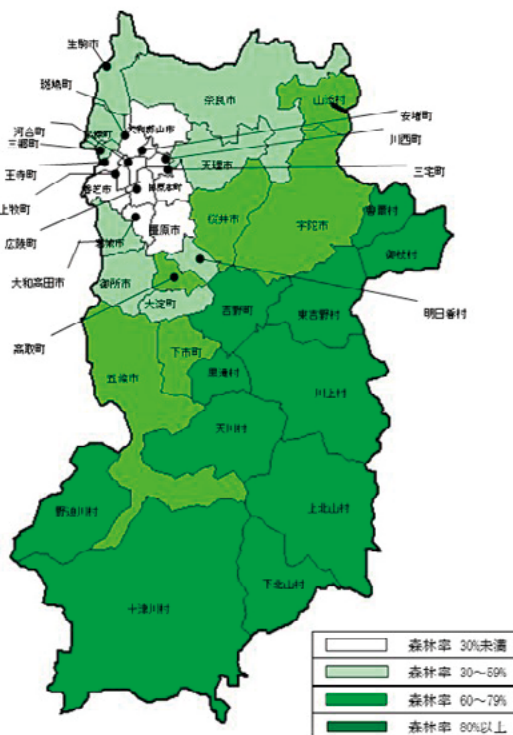 生駒市
斑鳩町
奈良市
山添村
安堵町
河合町
大和郡山市
川西町
三郷町
平群町
天理市
三宅町
王寺町
香芝市
田原本町
上牧町
桜井市
宇陀市
曽爾村
広陵町
橿原市
御杖村
葛城市
大和高田市
御所市
明日香村
大淀町
吉野町
東吉野村
高取町
下市町
五條市
黒滝村
川上村
天川村
野迫川村
上北山村
下北山村
十津川村
森林率 30%未満
森林率 30～59%
森林率 60～79%
森林率 80%以上